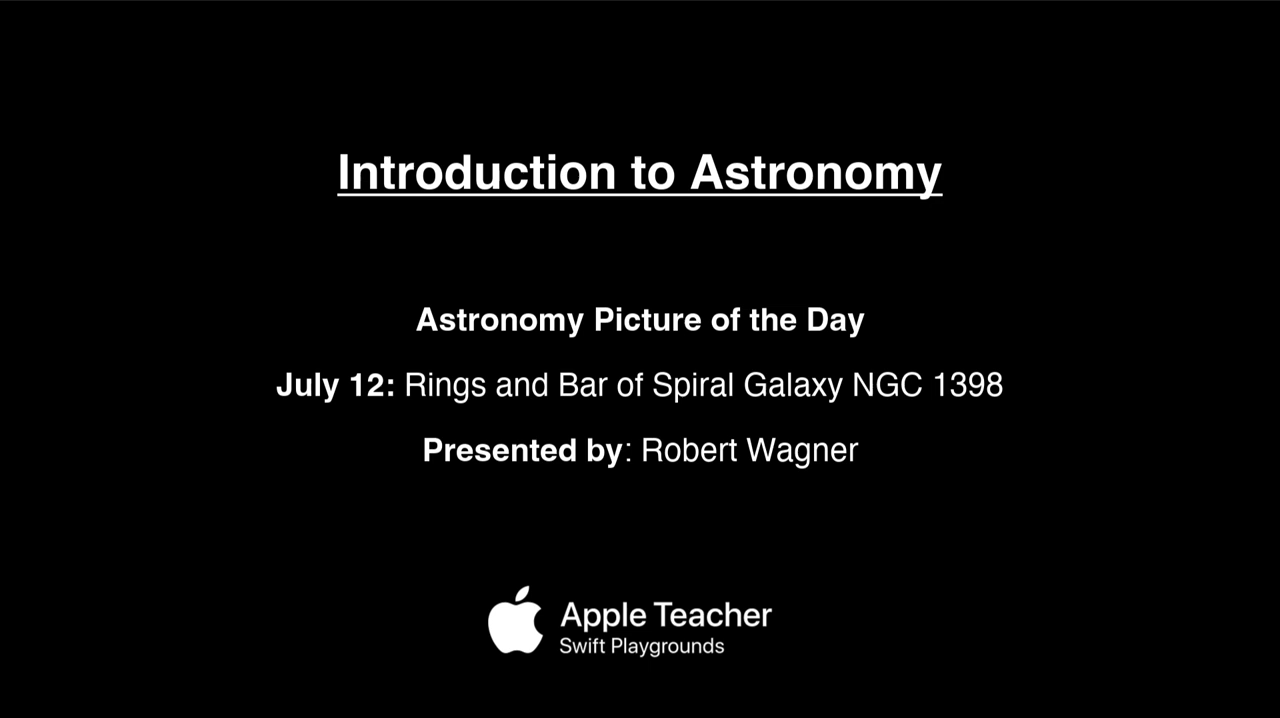 Introduction to Astronomy
Astronomy Picture of the Day
July 12: Rings and Bar of Spiral Galaxy NGC 1398
Presented by: Robert Wagner
Apple Teacher
Swift Playgrounds